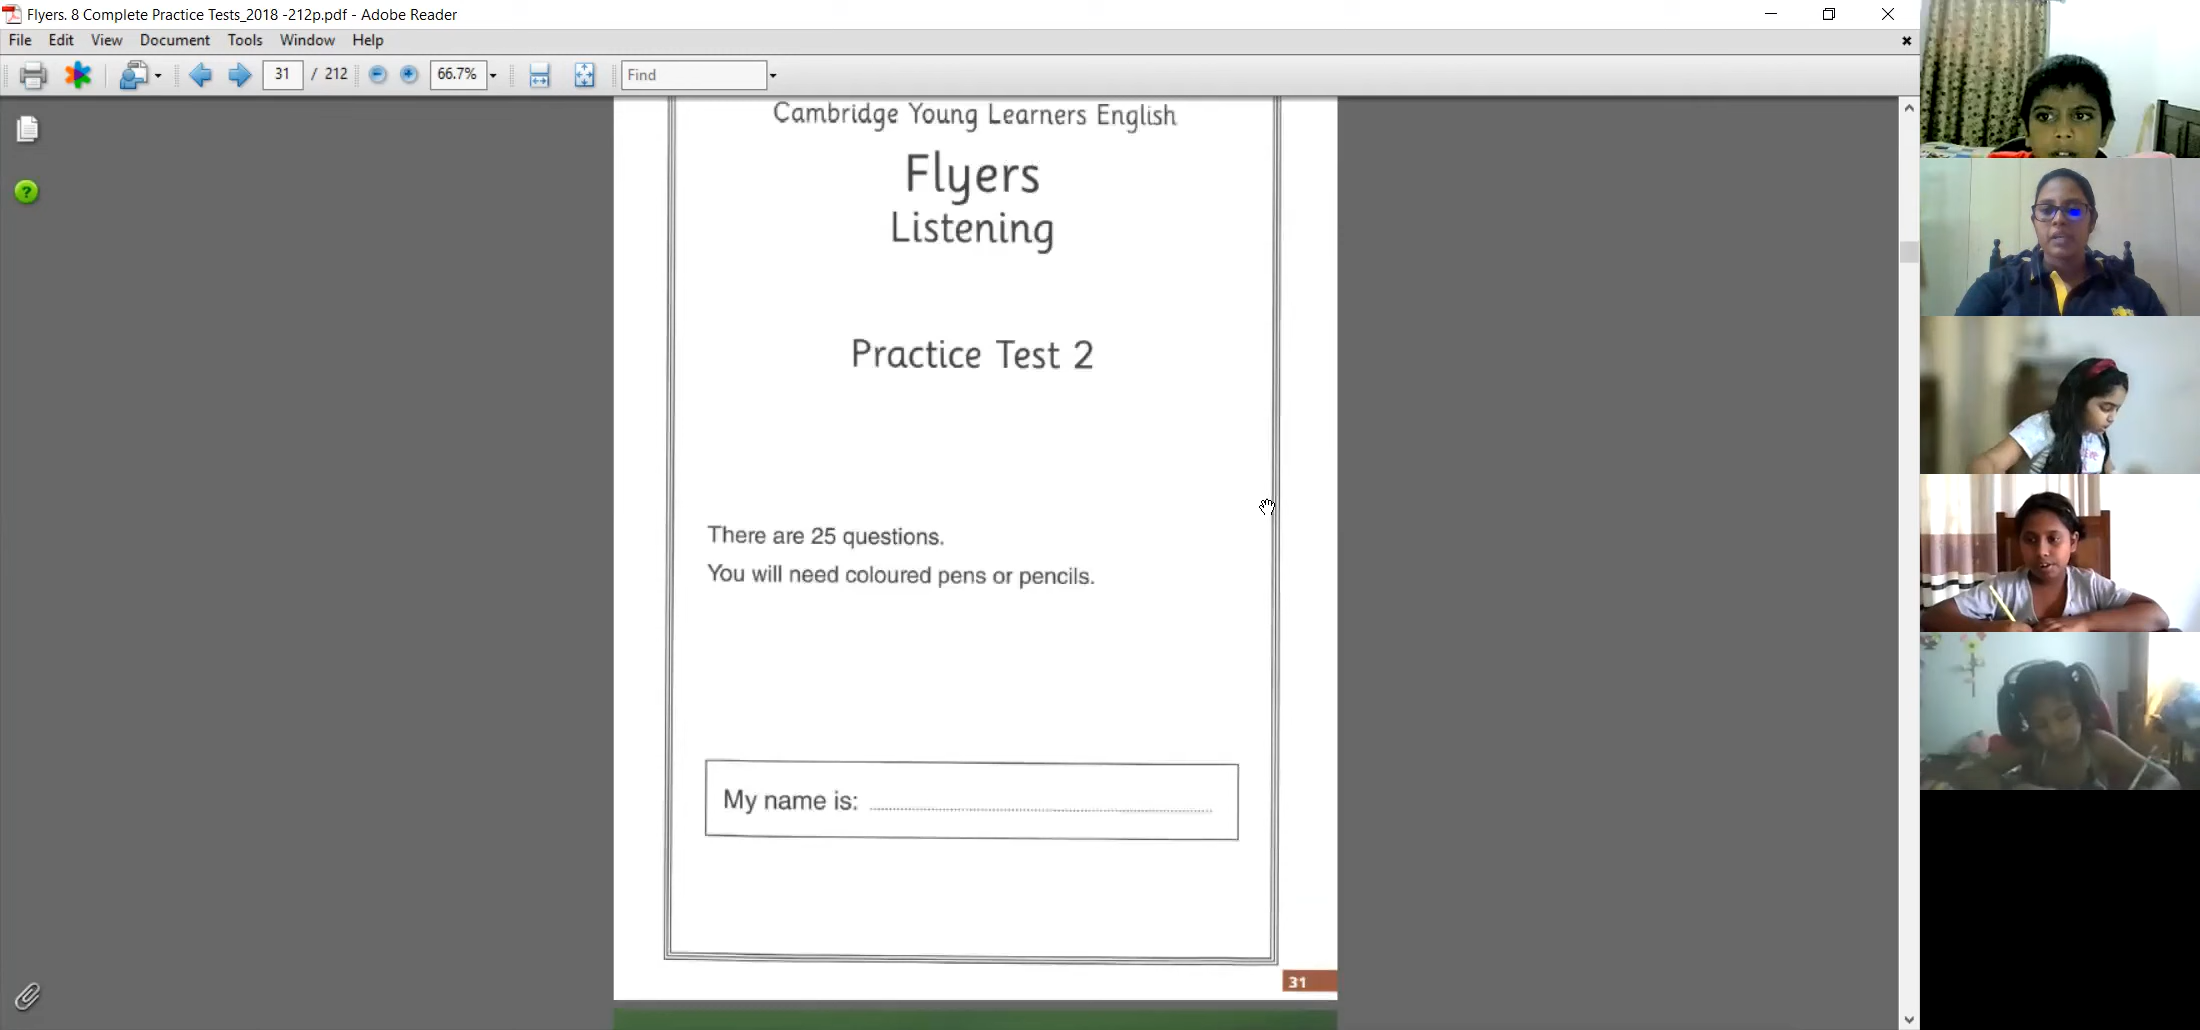 Flyers. 8 Complete Practice Tests_2018 -212p.pdf - Adobe Reader
File Edit View Document Tools Window Help
31 / 212 66.7% Find
Cambridge Young Learners English
Flyers
Listening
Practice Test 2
There are 25 questions.
You will need coloured pens or pencils.
My name is:
31